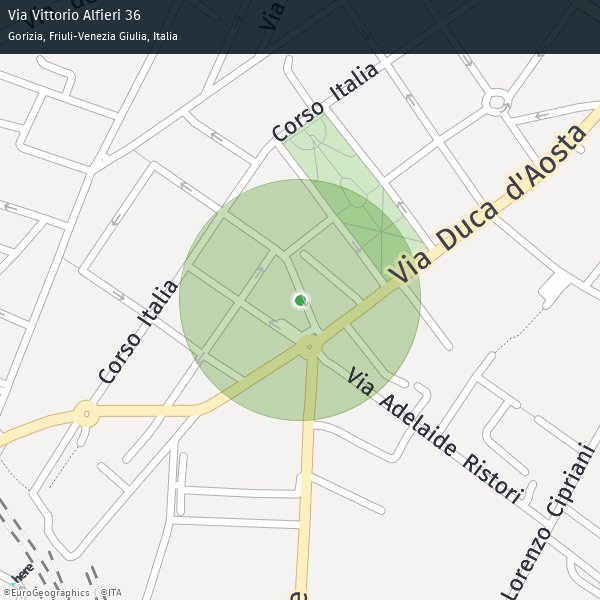 Via Vittorio Alfieri 36
Gorizia, Friuli-Venezia Giulia, Italia
Via
Corso Italia
Via Duca d'Aosta
Corso Italia
Via Adelaide Ristori
Lorenzo Cipriani
here
©EuroGeographics | ©ITA